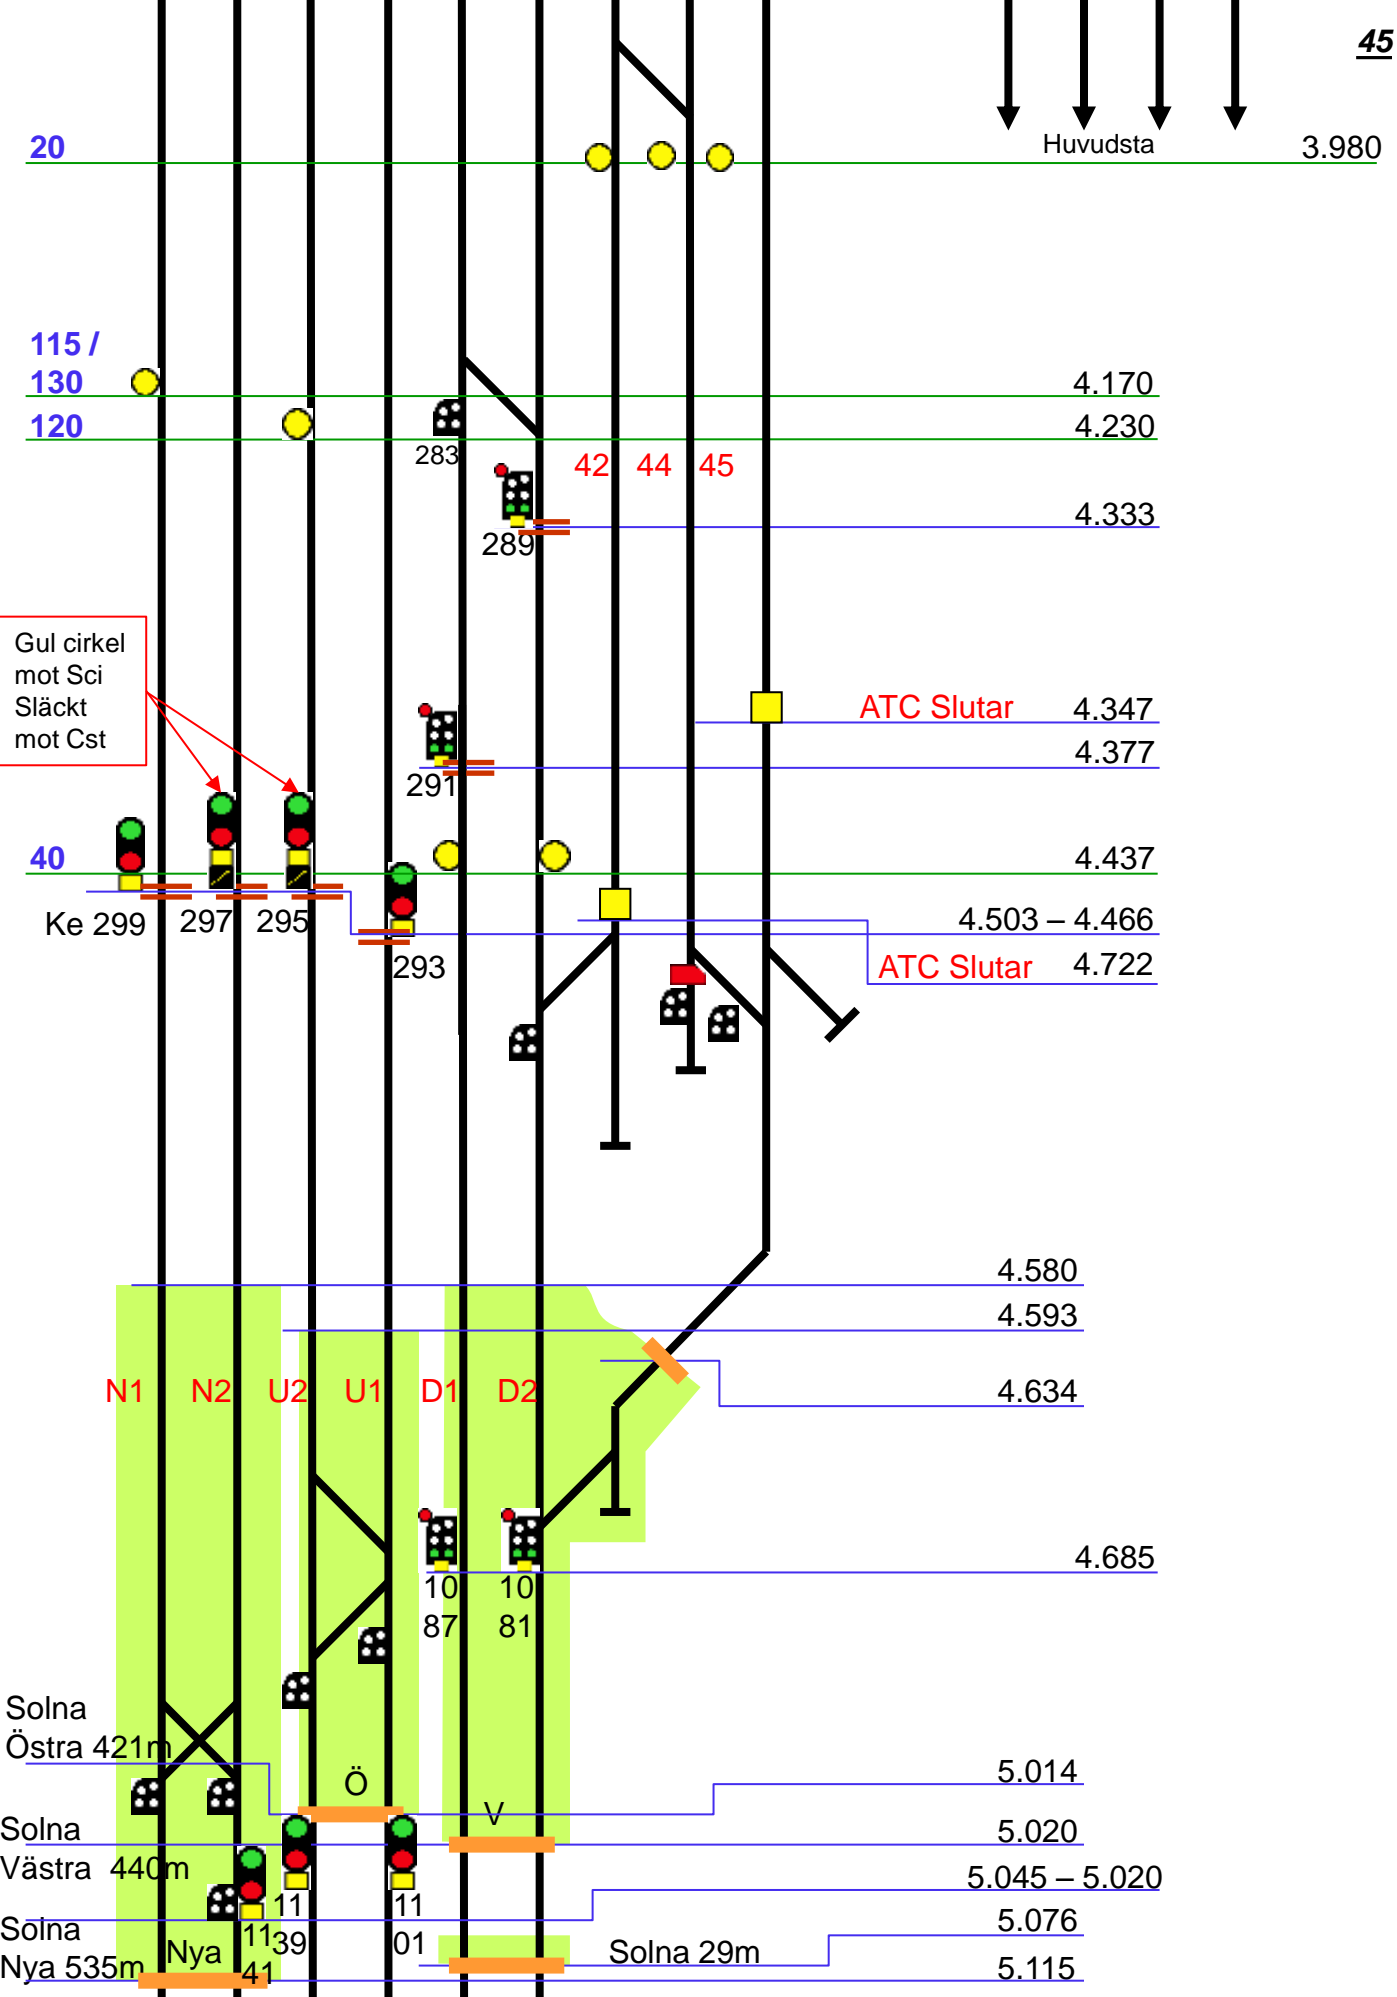 45
20
Huvudsta
3.980
115 /
130
4.170
120
4.230
283
42 44 45
4.333
289
Gul cirkel
mot Sci
Släckt
mot Cst
ATC Slutar 4.347
4.377
291
40
4.437
Ke 299 297 295
4.503 – 4.466
293
ATC Slutar 4.722
4.580
4.593
N1 N2 U2 U1 D1 D2
4.634
4.685
10 10
87 81
Solna
Östra 421m
Ö
5.014
V
Solna
5.020
Västra 440m
5.045 – 5.020
11 11
5.076
Solna
11 39 01
Nya
Solna 29m
Nya 535m
41
5.115